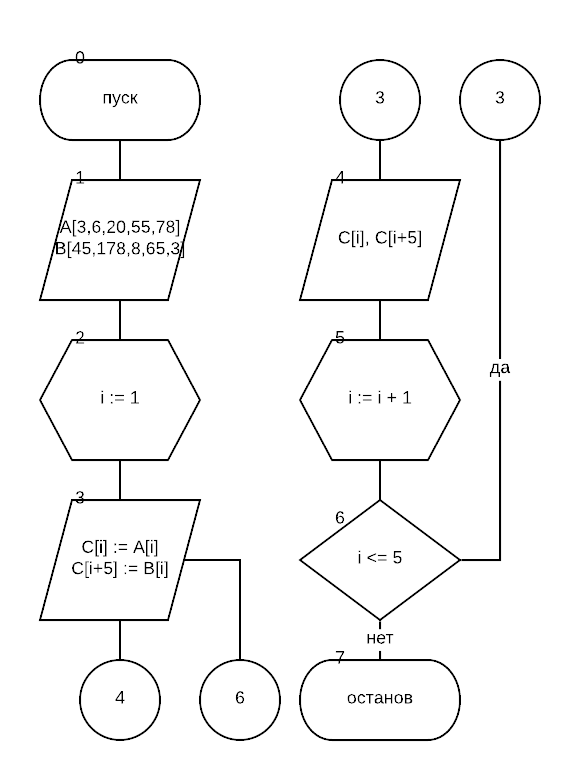 0
пуск
1
A[3,6,20,55,78]
B[45,178,8,65,3]
2
i := 1
3
C[i] := A[i]
C[i+5] := B[i]
4
6
3
4
C[i], C[i+5]
5
i := i + 1
6
i <= 5
нет
7
останов
3
да